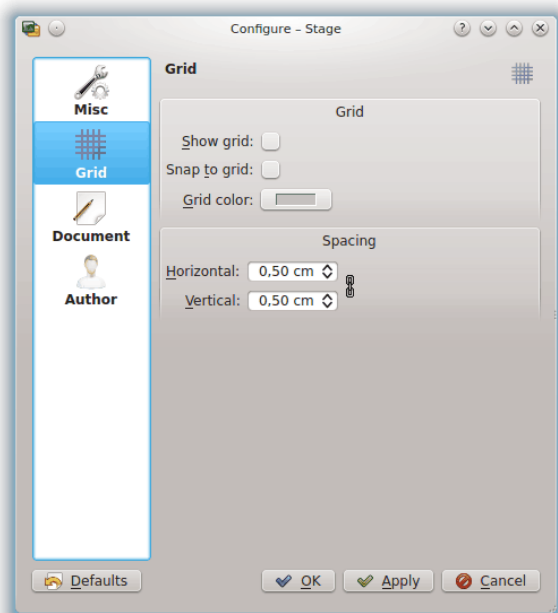 Configure – Stage
Misc
Grid
Document
Author
Grid
Grid
Show grid:
Snap to grid:
Grid color:
Spacing
Horizontal: 0,50 cm
Vertical: 0,50 cm
Defaults OK Apply Cancel